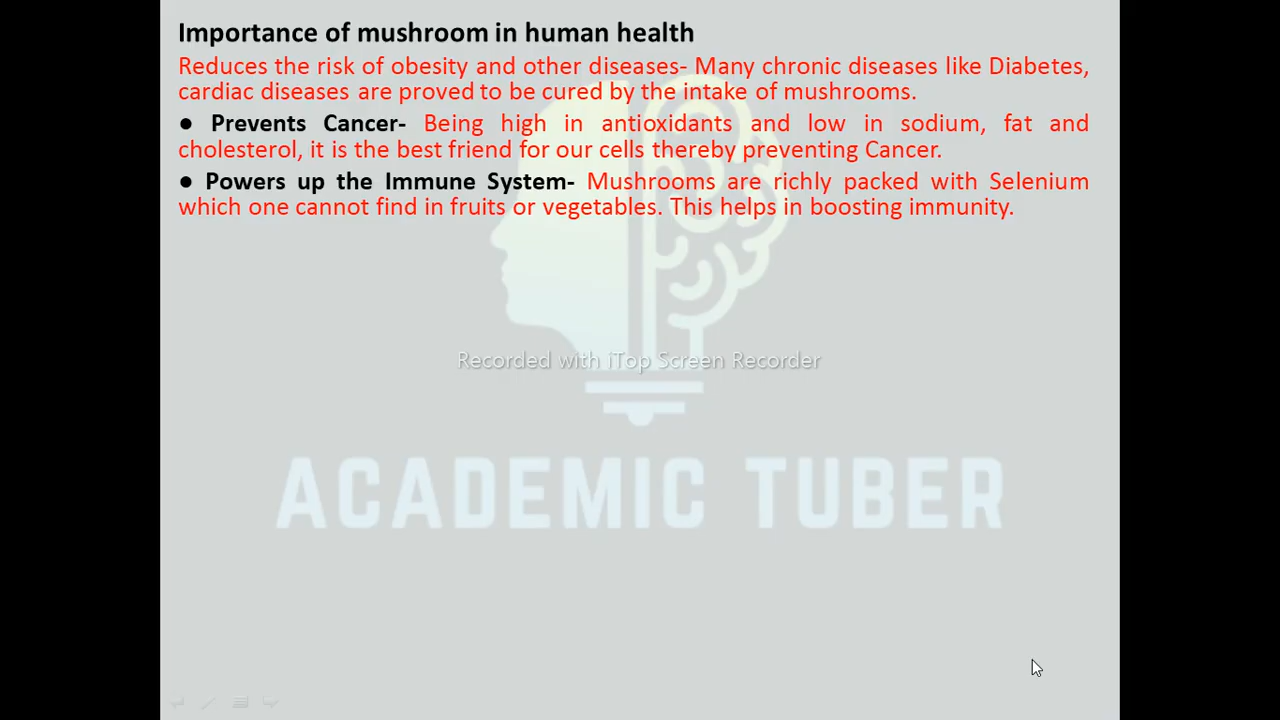 Importance of mushroom in human health
Reduces the risk of obesity and other diseases- Many chronic diseases like Diabetes,
cardiac diseases are proved to be cured by the intake of mushrooms.
● Prevents Cancer- Being high in antioxidants and low in sodium, fat and
cholesterol, it is the best friend for our cells thereby preventing Cancer.
● Powers up the Immune System- Mushrooms are richly packed with Selenium
which one cannot find in fruits or vegetables. This helps in boosting immunity.
Recorded with iTop Screen Recorder
ACADEMIC TUBER